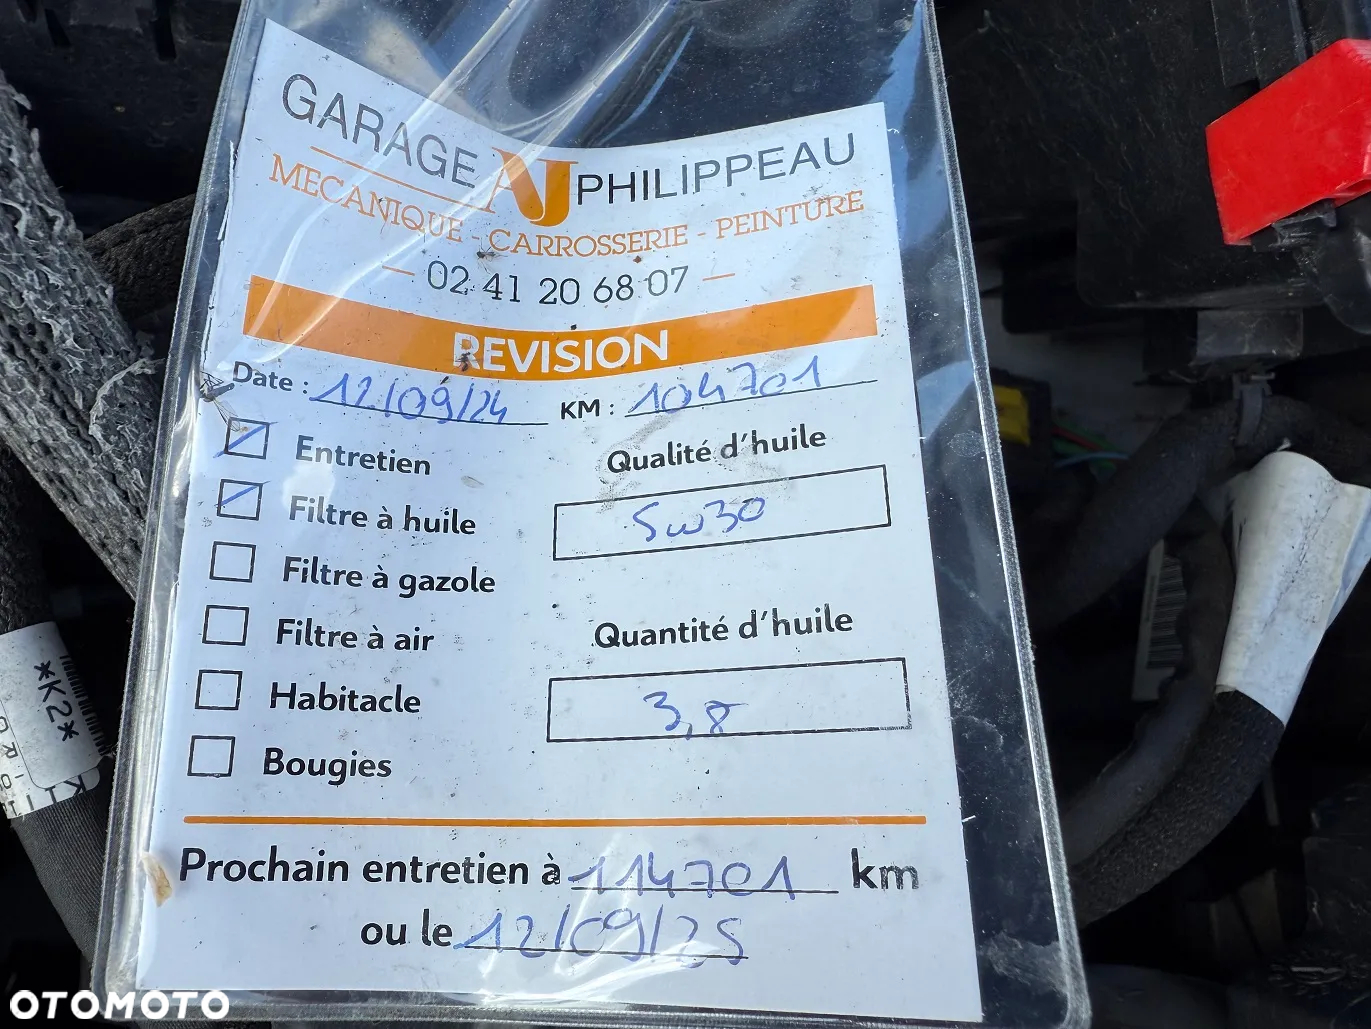 GARAGE AJ PHILIPPEAU
MECANIQUE - CARROSSERIE - PEINTURE
— 02 41 20 68 07 —
REVISION
Date : 12/09/24 KM : 104701
Entretien
Filtre à huile
Filtre à gazole
Filtre à air
Habitacle
Bougies
Qualité d'huile
5w30
Quantité d'huile
3,8
Prochain entretien à 114701 km
ou le 12/09/25
*K2*
OTOMOTO